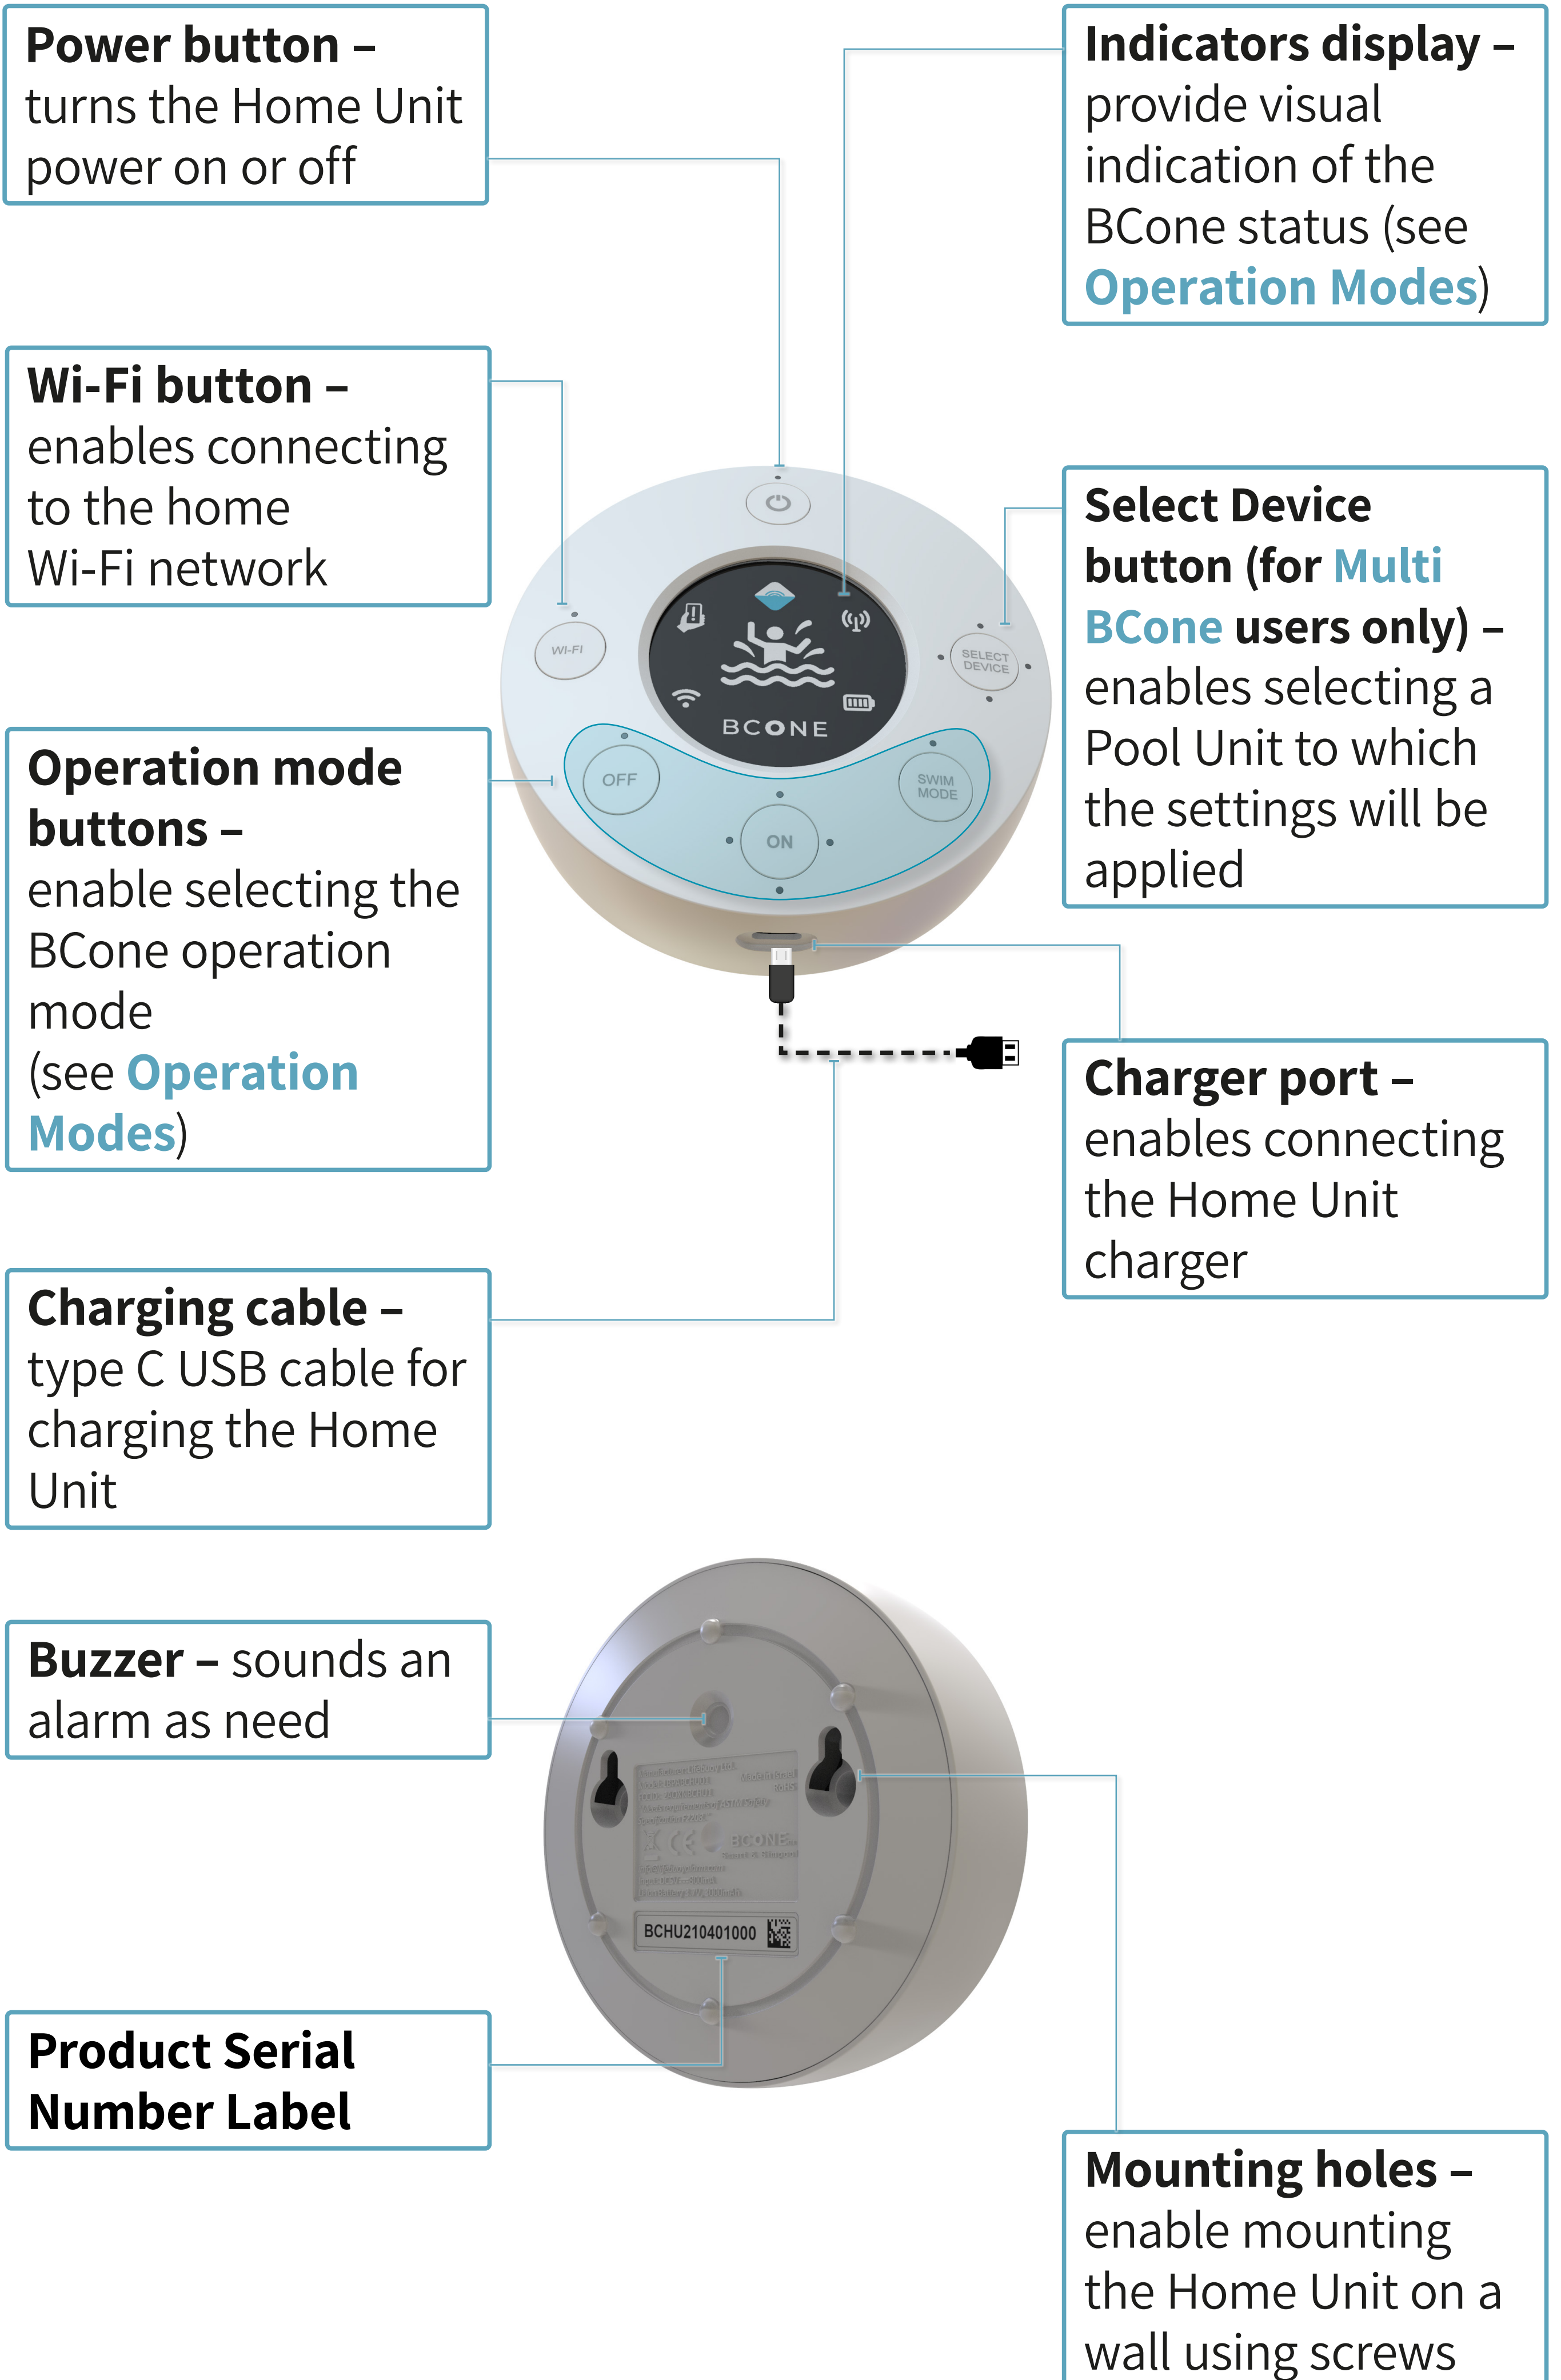 Power button –
turns the Home Unit
power on or off
Indicators display –
provide visual
indication of the
BCone status (see
Operation Modes)
Wi-Fi button –
enables connecting
to the home
Wi-Fi network
Select Device
button (for Multi
BCone users only) –
enables selecting a
Pool Unit to which
the settings will be
applied
WI-FI
SELECT
DEVICE
BCONE
OFF
SWIM
MODE
ON
Operation mode
buttons –
enable selecting the
BCone operation
mode
(see Operation
Modes)
Charger port –
enables connecting
the Home Unit
charger
Charging cable –
type C USB cable for
charging the Home
Unit
Buzzer – sounds an
alarm as need
CE
BCONE
BCHU210401000
Product Serial
Number Label
Mounting holes –
enable mounting
the Home Unit on a
wall using screws